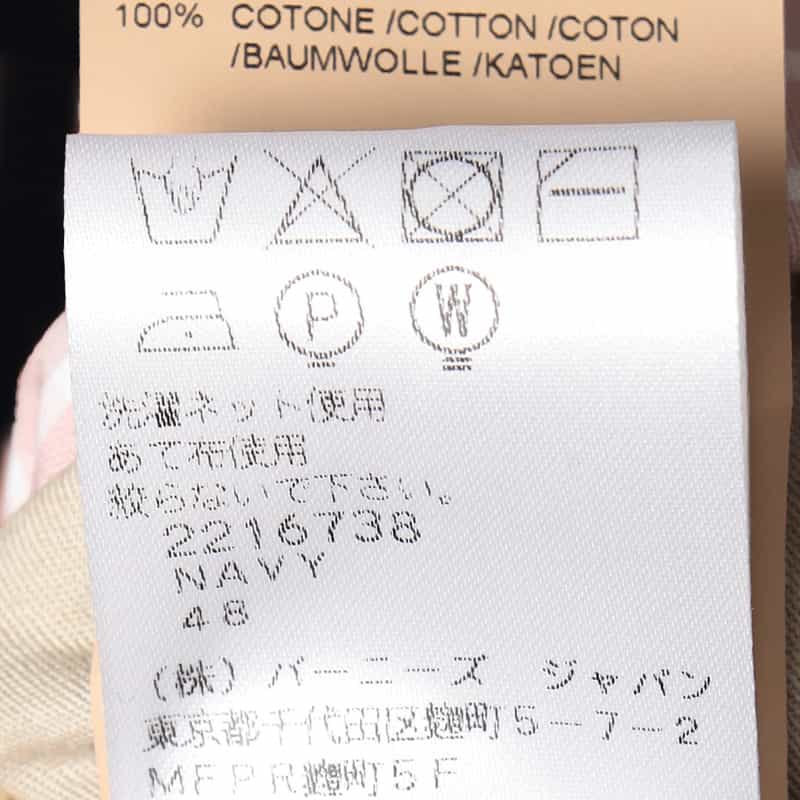 100% COTONE /COTTON /COTON
/BAUMWOLLE /KATOEN
P W
洗濯ネット使用
あて布使用
絞らないで下さい。
2216738
NAVY
48
(株) バーニーズ ジャパン
東京都千代田区麹町5-7-2
MFPR麹町5F